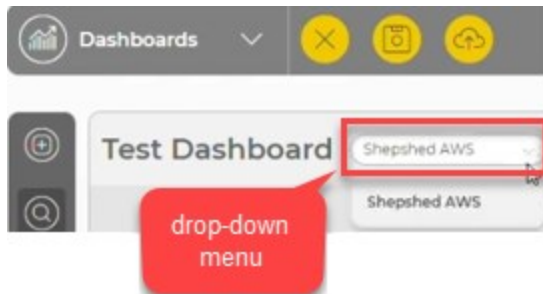 Dashboards
Test Dashboard
Shepshed AWS
Shepshed AWS
drop-down
menu